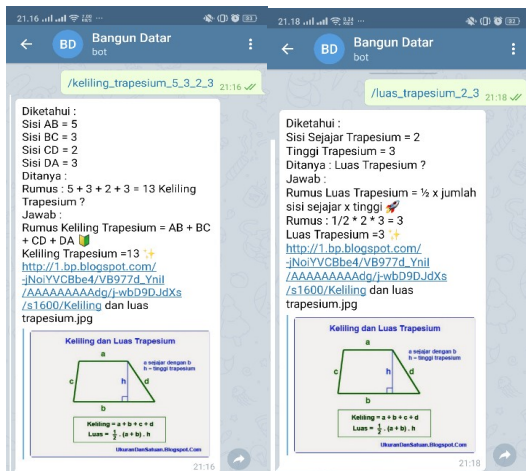 21.16
BD
Bangun Datar
bot
/keliling_trapesium_5_3_2_3 21:16
Diketahui :
Sisi AB = 5
Sisi BC = 3
Sisi CD = 2
Sisi DA = 3
Ditanya :
Rumus : 5 + 3 + 2 + 3 = 13 Keliling
Trapesium ?
Jawab :
Rumus Keliling Trapesium = AB + BC
+ CD + DA 🔰
Keliling Trapesium =13 ✨
http://1.bp.blogspot.com/
-jNoiYVCBbe4/VB977d_YniI
/AAAAAAAAAdg/j-wbD9DJdXs
/s1600/Keliling dan luas
trapesium.jpg
Keliling dan Luas Trapesium
a
a sejajar dengan b
h = tinggi trapesium
c
h
d
b
Keliling = a + b + c + d
Luas = 1/2 . (a + b) . h
UkuranDanSatuan.Blogspot.Com
21:16
21.18
BD
Bangun Datar
bot
/luas_trapesium_2_3 21:18
Diketahui :
Sisi Sejajar Trapesium = 2
Tinggi Trapesium = 3
Ditanya : Luas Trapesium ?
Jawab :
Rumus Luas Trapesium = ½ x jumlah
sisi sejajar x tinggi 🚀
Rumus : 1/2 * 2 * 3 = 3
Luas Trapesium =3 ✨
http://1.bp.blogspot.com/
-jNoiYVCBbe4/VB977d_YniI
/AAAAAAAAAdg/j-wbD9DJdXs
/s1600/Keliling dan luas
trapesium.jpg
Keliling dan Luas Trapesium
a
a sejajar dengan b
h = tinggi trapesium
c
h
d
b
Keliling = a + b + c + d
Luas = 1/2 . (a + b) . h
UkuranDanSatuan.Blogspot.Com
21:18